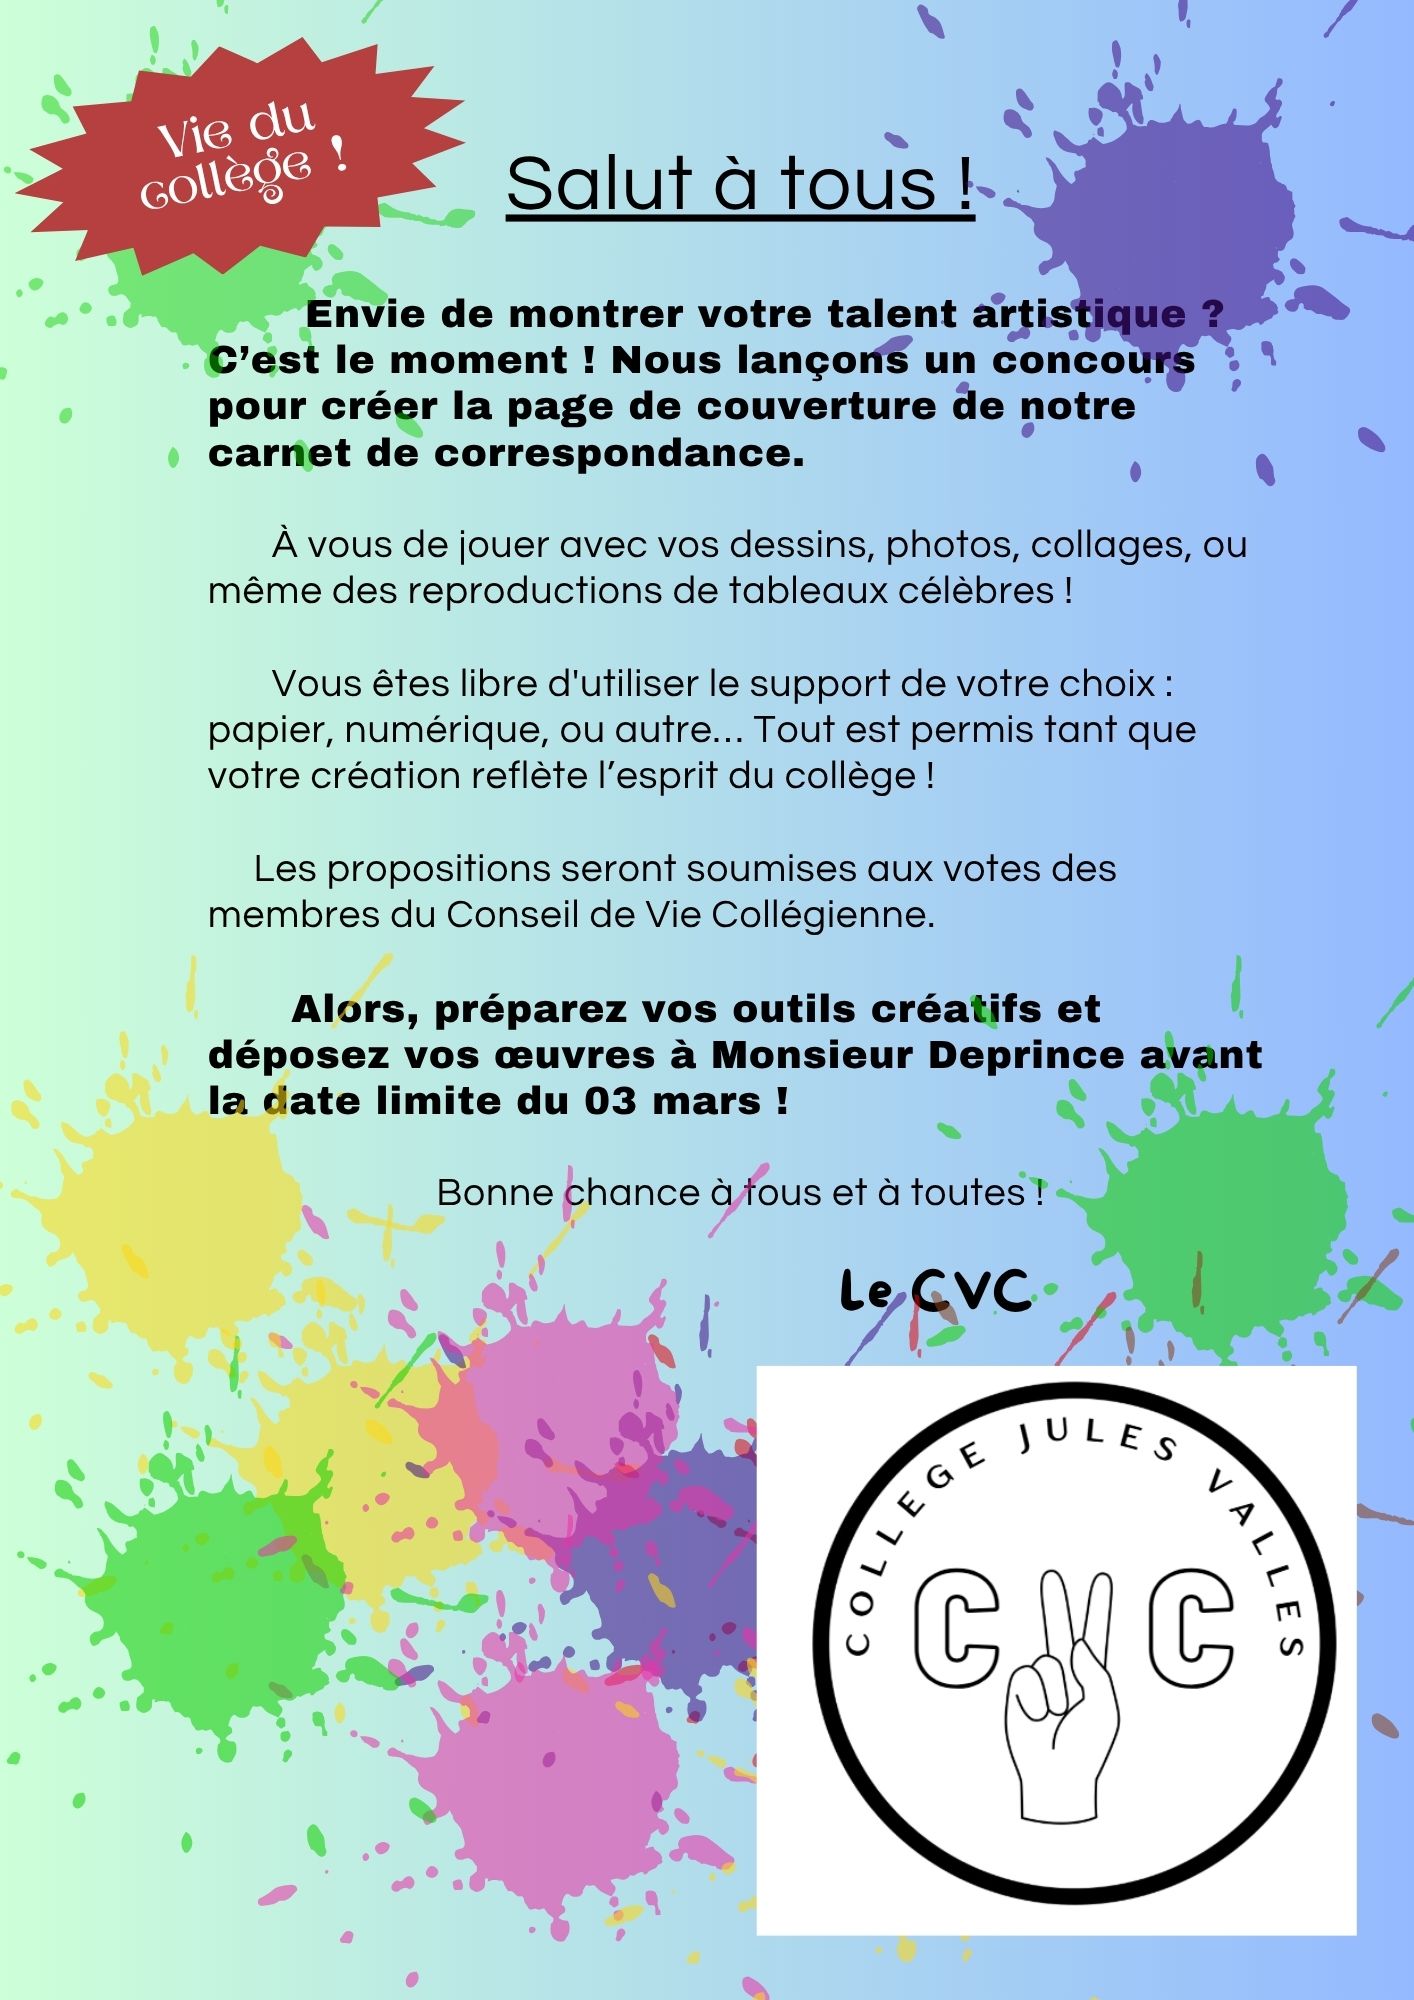 Vie du
collège !
Salut à tous !
Envie de montrer votre talent artistique ?
C’est le moment ! Nous lançons un concours
pour créer la page de couverture de notre
carnet de correspondance.
À vous de jouer avec vos dessins, photos, collages, ou
même des reproductions de tableaux célèbres !
Vous êtes libre d'utiliser le support de votre choix :
papier, numérique, ou autre... Tout est permis tant que
votre création reflète l’esprit du collège !
Les propositions seront soumises aux votes des
membres du Conseil de Vie Collégienne.
Alors, préparez vos outils créatifs et
déposez vos œuvres à Monsieur Deprince avant
la date limite du 03 mars !
Bonne chance à tous et à toutes !
Le CVC
COLLEGE JULES VALLES
C C